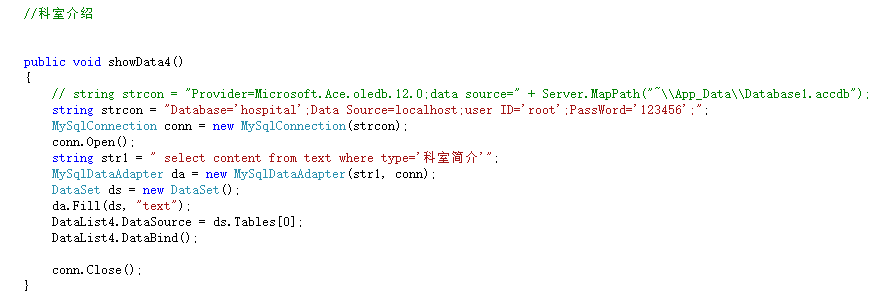 //科室介绍
public void showData4()
{
// string strcon = "Provider=Microsoft.Ace.oledb.12.0;data source=" + Server.MapPath("~\\App_Data\\Database1.accdb");
string strcon = "Database='hospital';Data Source=localhost;user ID='root';PassWord='123456';";
MySqlConnection conn = new MySqlConnection(strcon);
conn.Open();
string str1 = " select content from text where type='科室简介'";
MySqlDataAdapter da = new MySqlDataAdapter(str1, conn);
DataSet ds = new DataSet();
da.Fill(ds, "text");
DataList4.DataSource = ds.Tables[0];
DataList4.DataBind();
conn.Close();
}